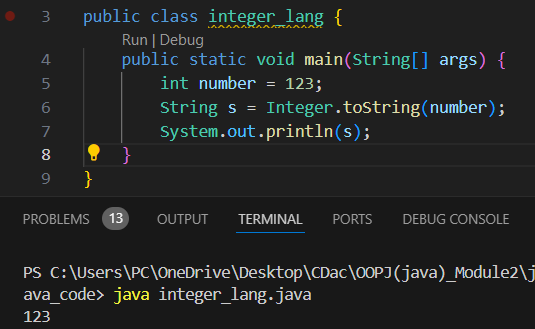 3 public class integer_lang {
Run | Debug
4 public static void main(String[] args) {
5 int number = 123;
6 String s = Integer.toString(number);
7 System.out.println(s);
8 }
9 }
PROBLEMS 13 OUTPUT TERMINAL PORTS DEBUG CONSOLE
PS C:\Users\PC\OneDrive\Desktop\CDac\OOPJ(java)_Module2\j
ava_code> java integer_lang.java
123